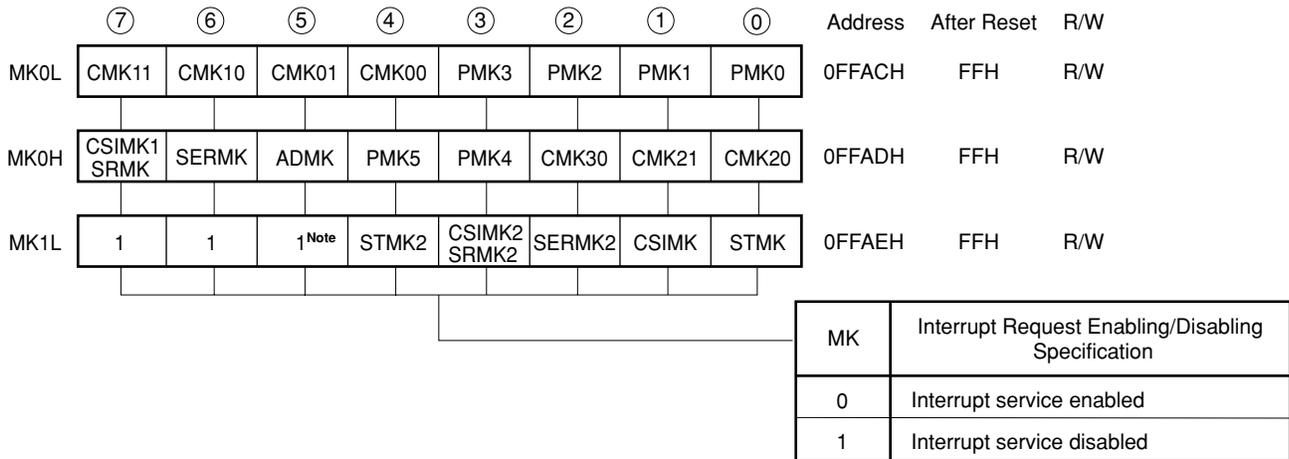 ⑦ ⑥ ⑤ ④ ③ ② ① ⓪ Address After Reset R/W
MK0L CMK11 CMK10 CMK01 CMK00 PMK3 PMK2 PMK1 PMK0 0FFACH FFH R/W
MK0H CSIMK1 SRMK SERMK ADMK PMK5 PMK4 CMK30 CMK21 CMK20 0FFADH FFH R/W
MK1L 1 1 1Note STMK2 CSIMK2 SRMK2 SERMK2 CSIMK STMK 0FFAEH FFH R/W
MK Interrupt Request Enabling/Disabling Specification
0 Interrupt service enabled
1 Interrupt service disabled